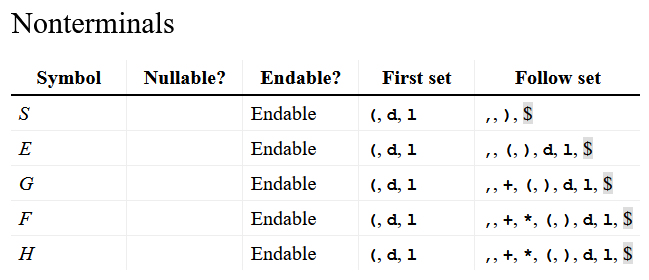 Nonterminals
Symbol Nullable? Endable? First set Follow set
S Endable (, d, l ,, ), $
E Endable (, d, l ,, (, ), d, l, $
G Endable (, d, l ,, +, (, ), d, l, $
F Endable (, d, l ,, +, *, (, ), d, l, $
H Endable (, d, l ,, +, *, (, ), d, l, $